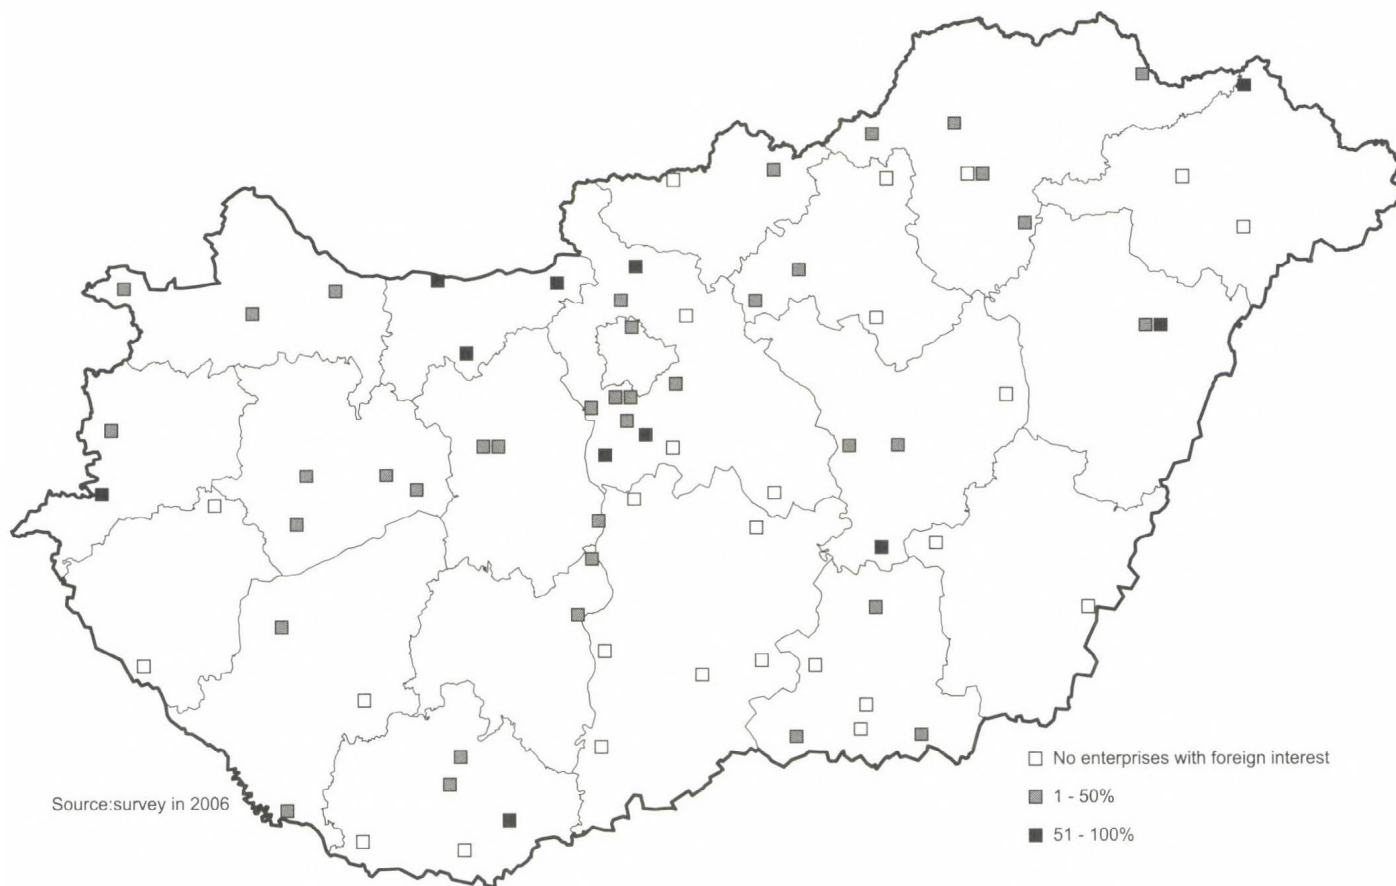 No enterprises with foreign interest
1 - 50%
51 - 100%
Source:survey in 2006